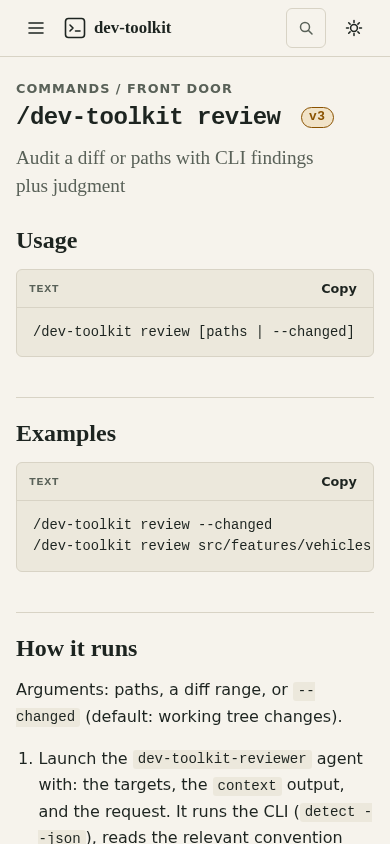 dev-toolkit
COMMANDS / FRONT DOOR
/dev-toolkit review v3
Audit a diff or paths with CLI findings
plus judgment
Usage
TEXT Copy
/dev-toolkit review [paths | --changed]
Examples
TEXT Copy
/dev-toolkit review --changed
/dev-toolkit review src/features/vehicles
How it runs
Arguments: paths, a diff range, or --
changed (default: working tree changes).
1. Launch the dev-toolkit-reviewer agent
with: the targets, the context output,
and the request. It runs the CLI (detect -
-json), reads the relevant convention